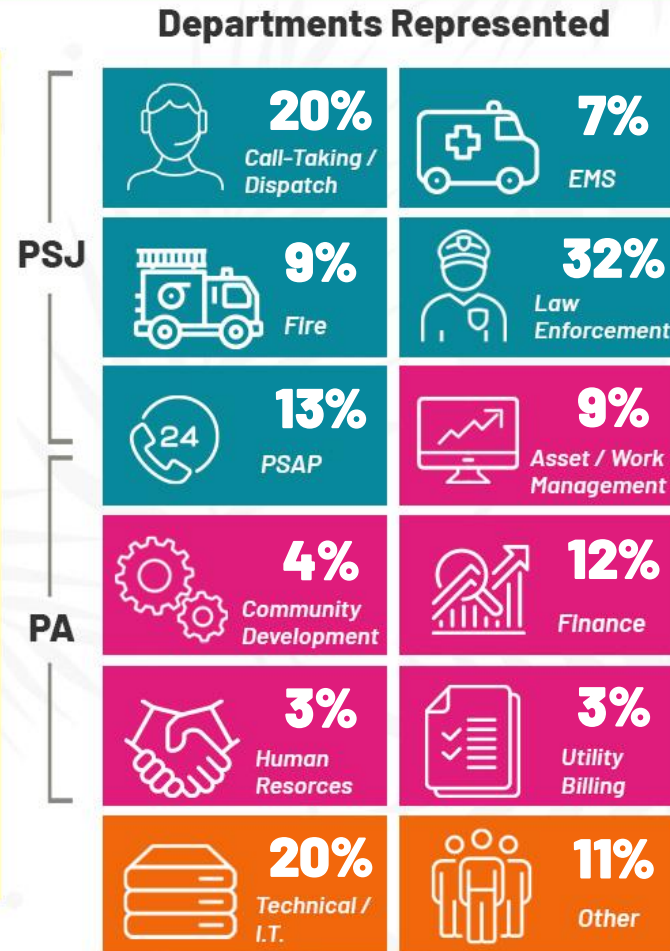 Departments Represented
PSJ
20%
Call-Taking /
Dispatch
7%
EMS
9%
Fire
32%
Law
Enforcement
24
13%
PSAP
9%
Asset / Work
Management
PA
4%
Community
Development
12%
Finance
3%
Human
Resorces
3%
Utility
Billing
20%
Technical /
I.T.
11%
Other